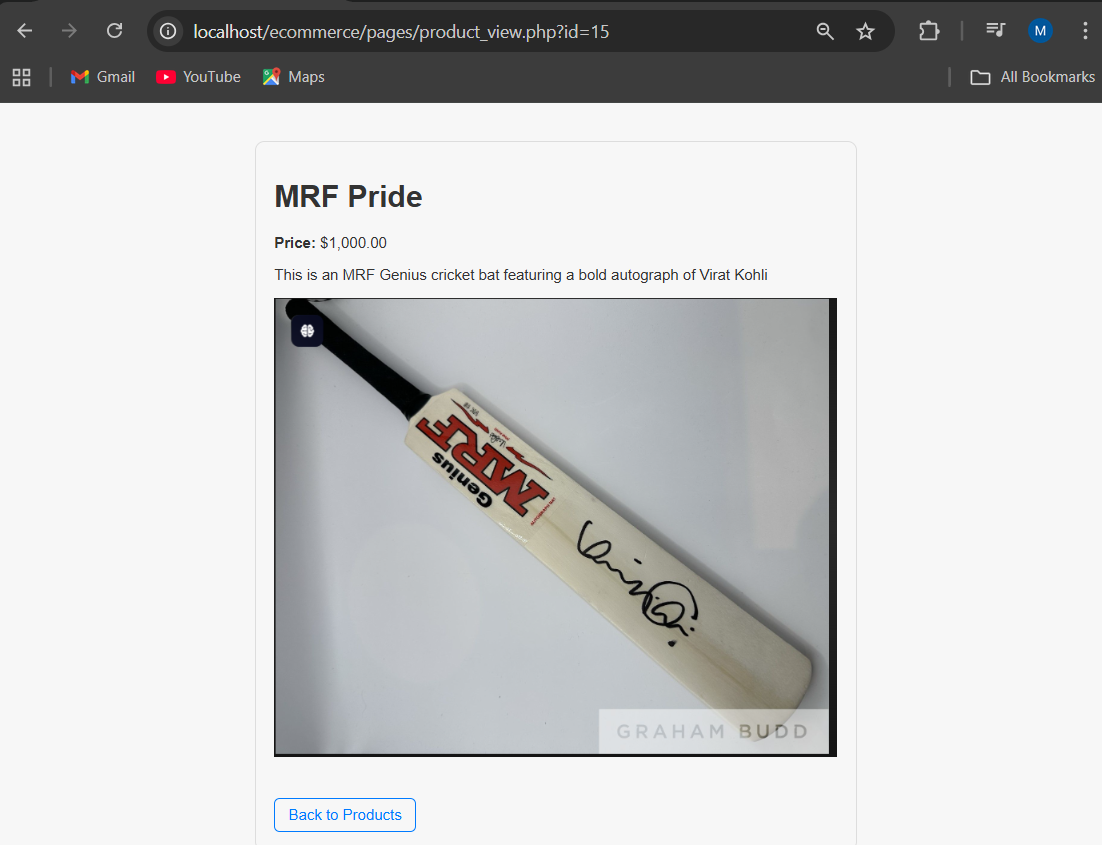 localhost/ecommerce/pages/product_view.php?id=15
M
Gmail
YouTube
Maps
All Bookmarks
MRF Pride
Price: $1,000.00
This is an MRF Genius cricket bat featuring a bold autograph of Virat Kohli
MRF
Genius
GRAHAM BUDD
Back to Products